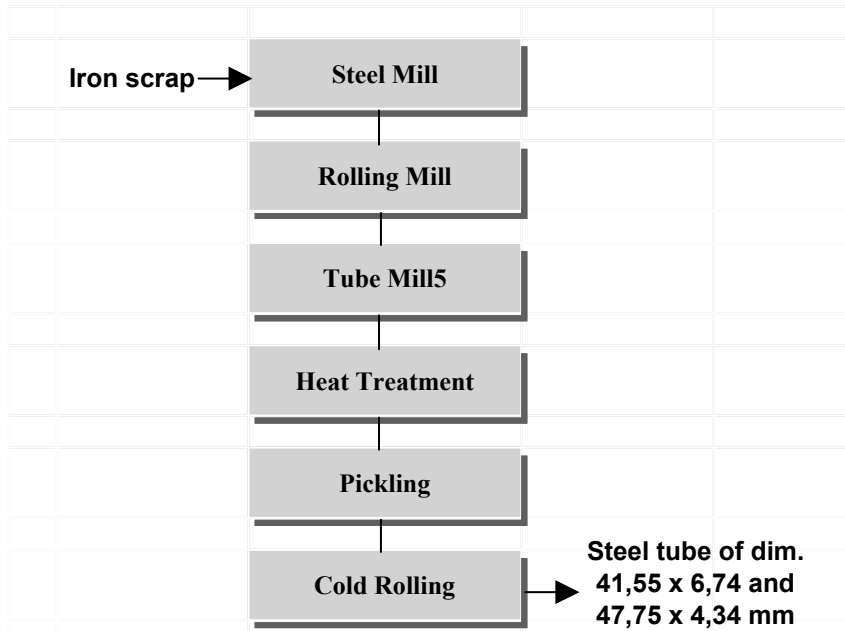 Iron scrap
Steel Mill
Rolling Mill
Tube Mill5
Heat Treatment
Pickling
Cold Rolling
Steel tube of dim.
41,55 x 6,74 and
47,75 x 4,34 mm